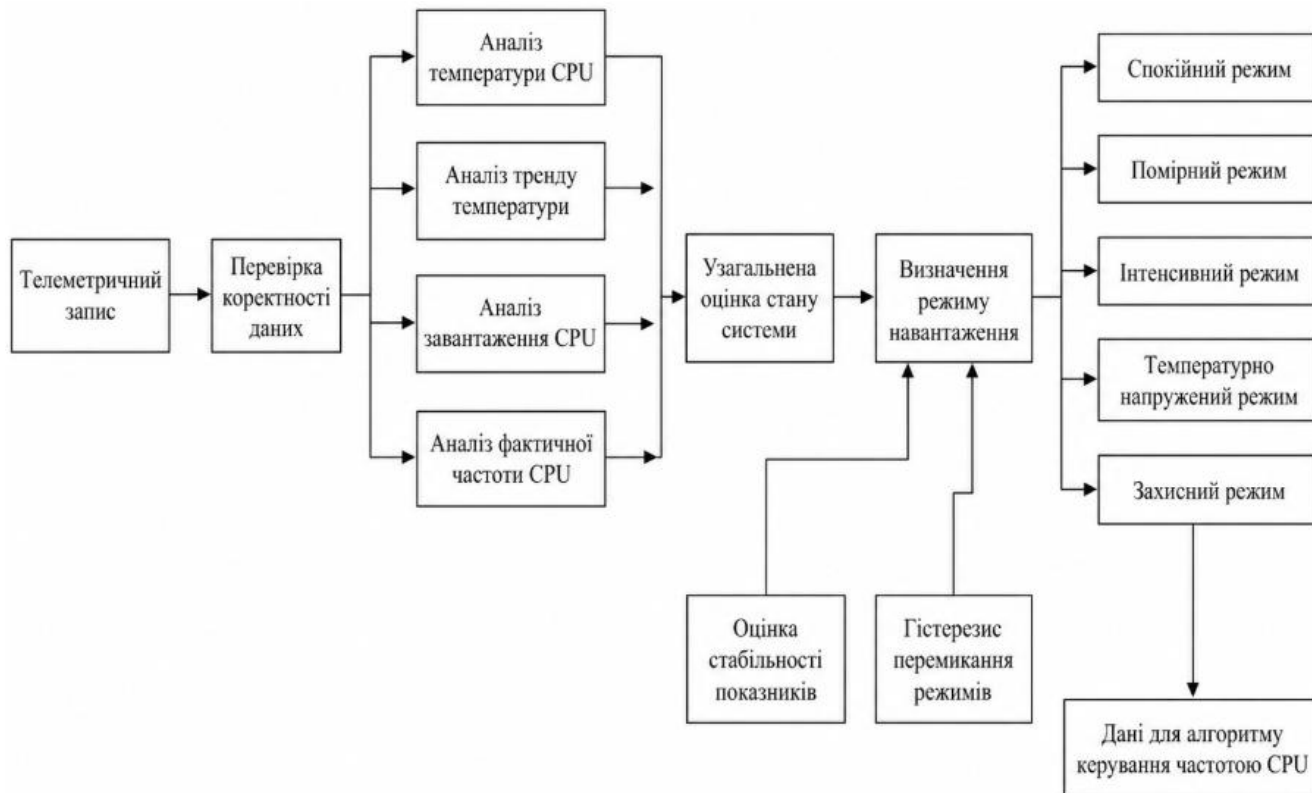 Телеметричний
запис
Перевірка
коректності
даних
Аналіз
температури CPU
Аналіз тренду
температури
Аналіз
завантаження CPU
Аналіз фактичної
частоти CPU
Узагальнена
оцінка стану
системи
Визначення
режиму
навантаження
Оцінка
стабільності
показників
Гістерезис
перемикання
режимів
Спокійний режим
Помірний режим
Інтенсивний режим
Температурно
напружений режим
Захисний режим
Дані для алгоритму
керування частотою CPU